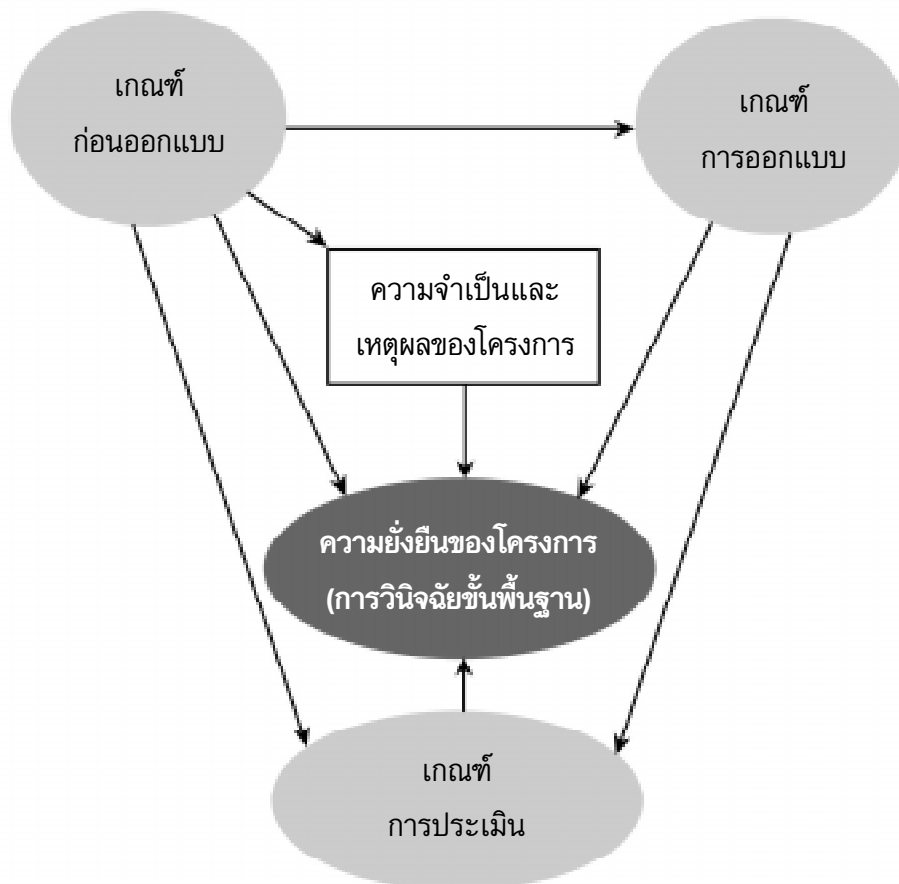 เกณฑ์
ก่อนออกแบบ
เกณฑ์
การออกแบบ
ความจำเป็นและ
เหตุผลของโครงการ
ความยั่งยืนของโครงการ
(การวินิจฉัยขั้นพื้นฐาน)
เกณฑ์
การประเมิน